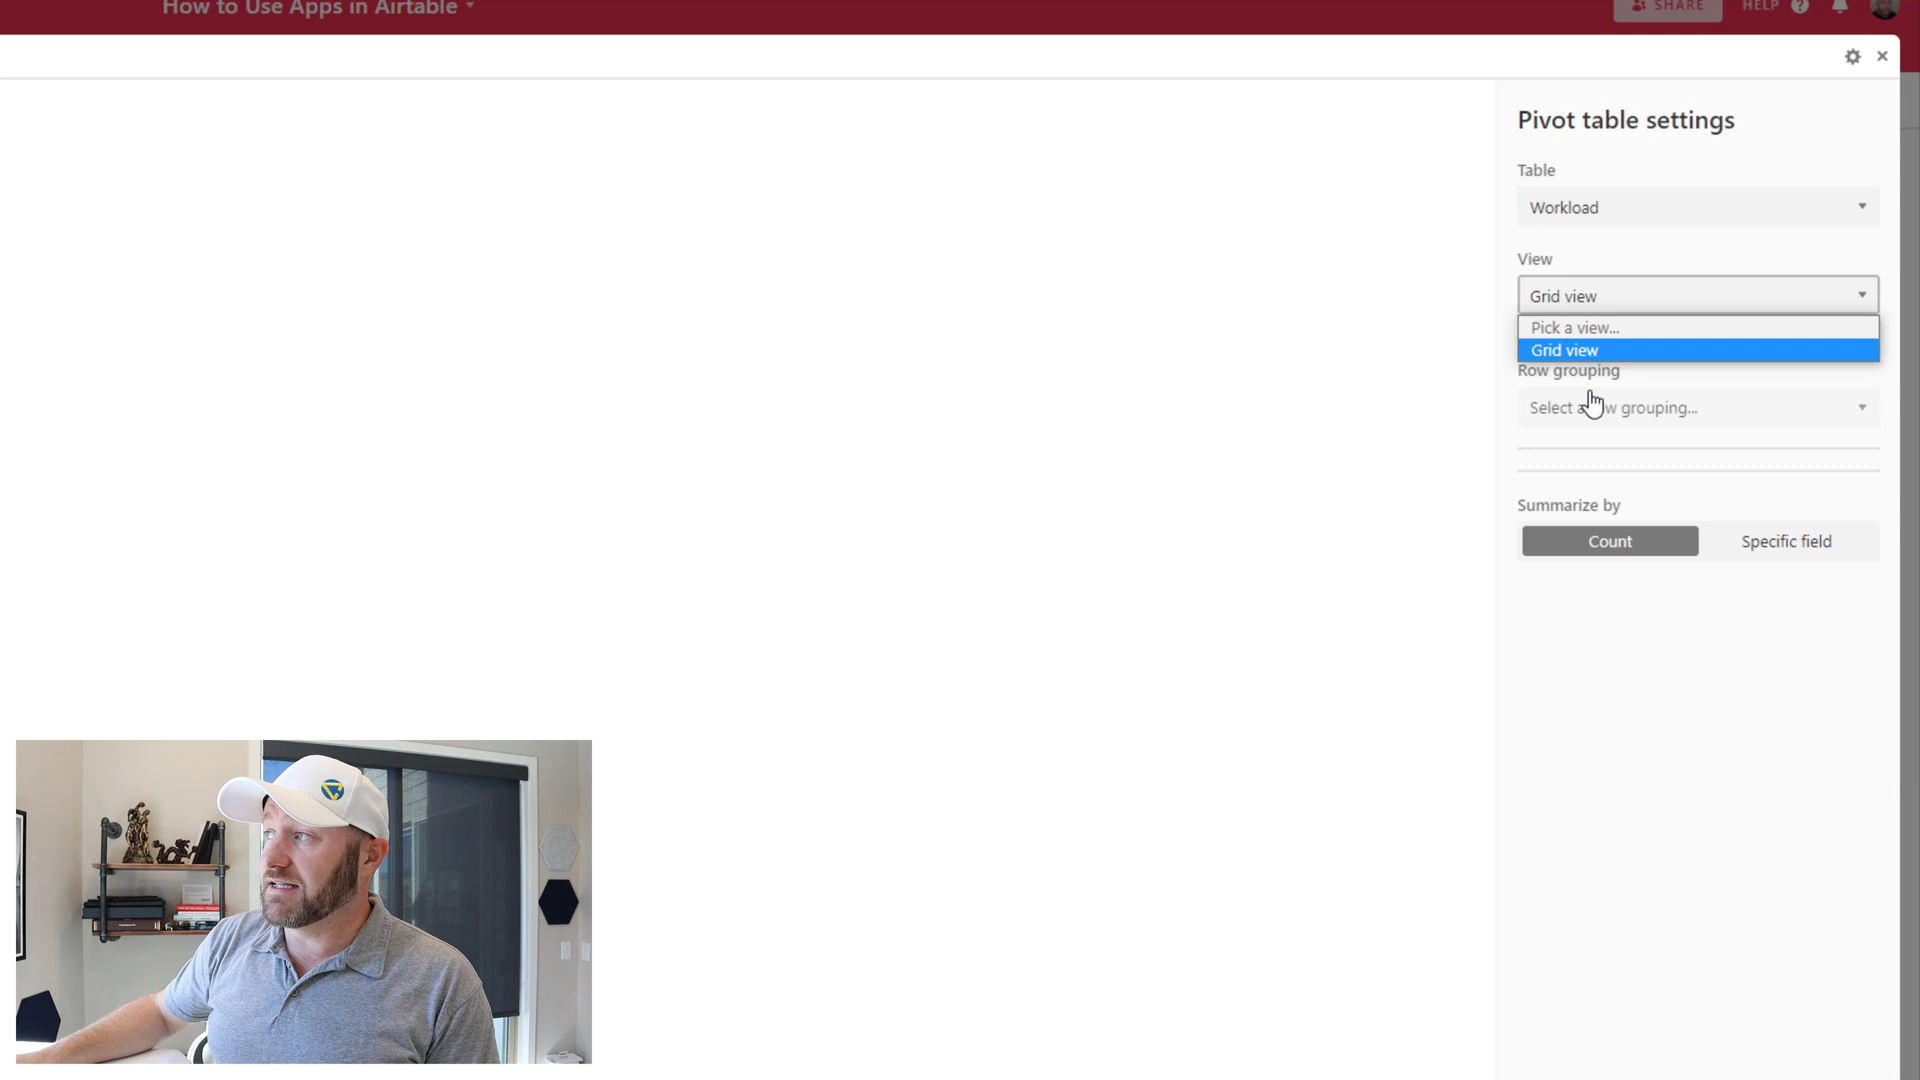 How to Use Apps in Airtable
SHARE
HELP
Pivot table settings
Table
Workload
View
Grid view
Pick a view...
Grid view
Row grouping
Select a row grouping...
Summarize by
Count
Specific field